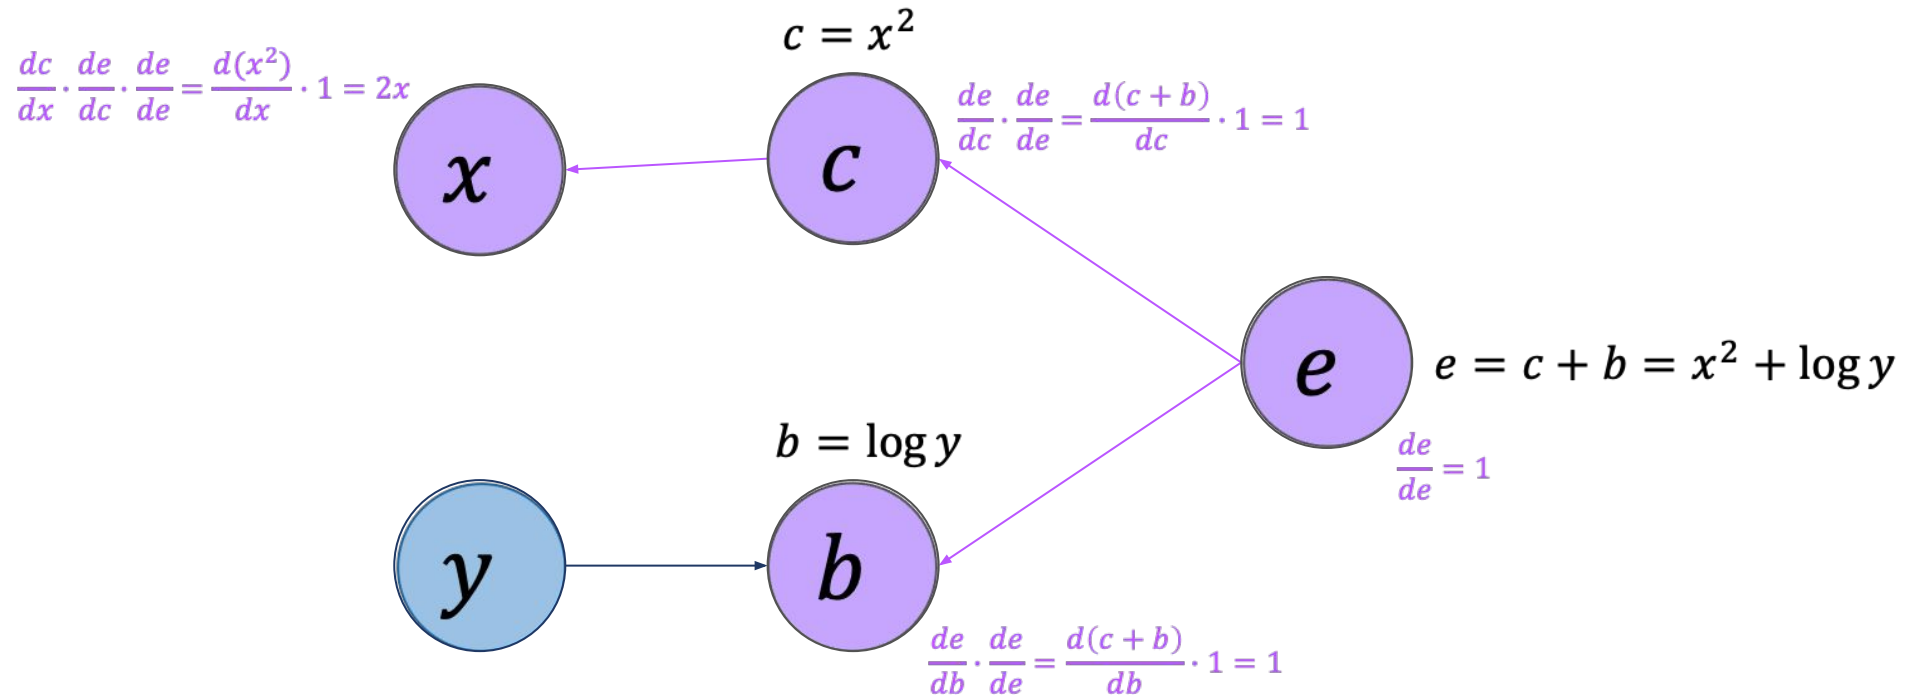 c = x²
dc/dx · de/dc · de/de = d(x²)/dx · 1 = 2x
de/dc · de/de = d(c + b)/dc · 1 = 1
x
c
e
e = c + b = x² + log y
de/de = 1
b = log y
y
b
de/db · de/de = d(c + b)/db · 1 = 1